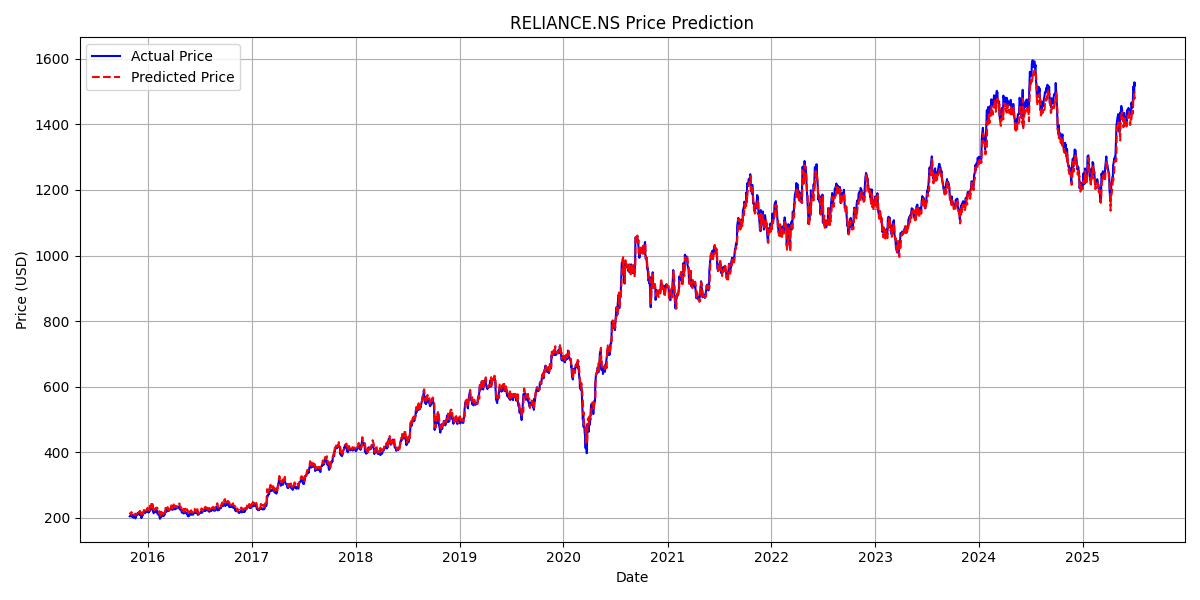 RELIANCE.NS Price Prediction
Actual Price
Predicted Price
Price (USD)
1600
1400
1200
1000
800
600
400
200
2016 2017 2018 2019 2020 2021 2022 2023 2024 2025
Date